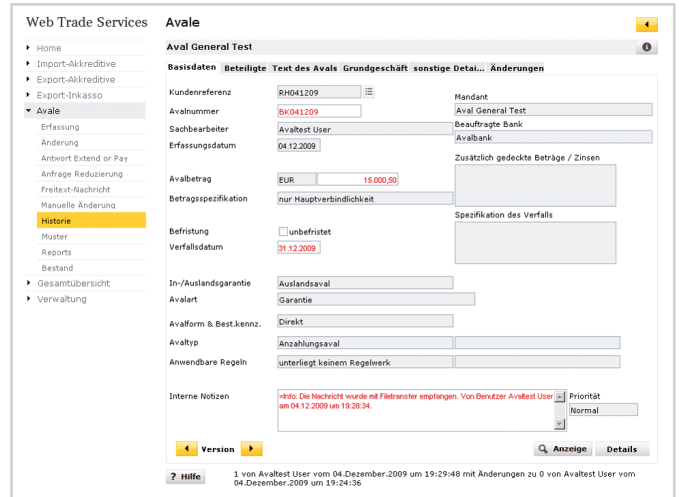 Web Trade Services
Avale
Home
Import-Akkreditive
Export-Akkreditive
Export-Inkasso
Avale
Erfassung
Änderung
Antwort Extend or Pay
Anfrage Reduzierung
Freitext-Nachricht
Manuelle Änderung
Historie
Muster
Reports
Bestand
Gesamtübersicht
Verwaltung
Aval General Test
Basisdaten Beteiligte Text des Avals Grundgeschäft sonstige Detai... Änderungen
Kundenreferenz RH041209
Mandant
Avalnummer BK041209
Aval General Test
Sachbearbeiter Avaltest User
Beauftragte Bank
Avalbank
Erfassungsdatum 04.12.2009
Zusätzlich gedeckte Beträge / Zinsen
Avalbetrag EUR 15.000,50
Betragsspezifikation nur Hauptverbindlichkeit
Spezifikation des Verfalls
Befristung unbefristet
Verfallsdatum 31.12.2009
In-/Auslandsgarantie Auslandsaval
Avalart Garantie
Avalform & Best.kennz. Direkt
Avaltyp Anzahlungsaval
Anwendbare Regeln unterliegt keinem Regelwerk
Interne Notizen >Info: Die Nachricht wurde mit Filetransfer empfangen. Von Benutzer Avaltest User
am 04.12.2009 um 19:28:34.
Priorität
Normal
Version
Anzeige Details
? Hilfe
1 von Avaltest User vom 04.Dezember.2009 um 19:29:48 mit Änderungen zu 0 von Avaltest User vom
04.Dezember.2009 um 19:24:36